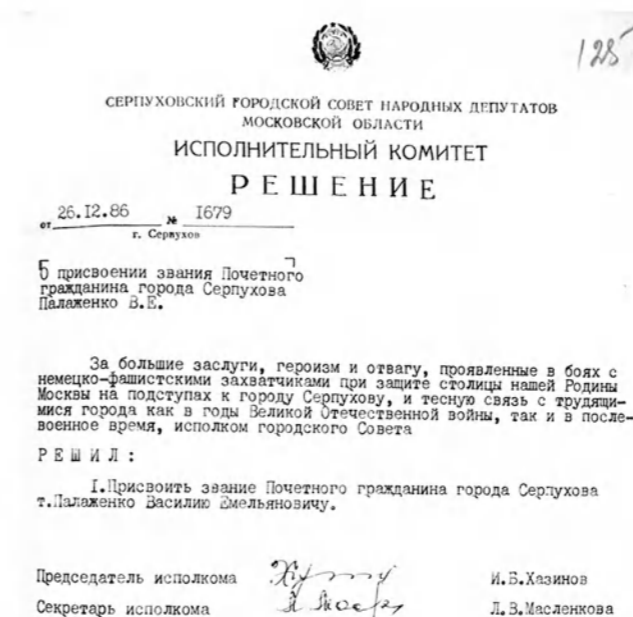 128
СЕРПУХОВСКИЙ ГОРОДСКОЙ СОВЕТ НАРОДНЫХ ДЕПУТАТОВ
МОСКОВСКОЙ ОБЛАСТИ
ИСПОЛНИТЕЛЬНЫЙ КОМИТЕТ
РЕШЕНИЕ
от 26.12.86 № 1679
г. Серпухов
О присвоении звания Почетного
гражданина города Серпухова
Палаженко В.Е.
За большие заслуги, героизм и отвагу, проявленные в боях с
немецко-фашистскими захватчиками при защите столицы нашей Родины
Москвы на подступах к городу Серпухову, и тесную связь с трудящи-
мися города как в годы Великой Отечественной войны, так и в после-
военное время, исполком городского Совета
Р Е Ш И Л :
I.Присвоить звание Почетного гражданина города Серпухова
т.Палаженко Василию Емельяновичу.
Председатель исполкома И.Б.Хазинов
Секретарь исполкома Л.В.Масленкова